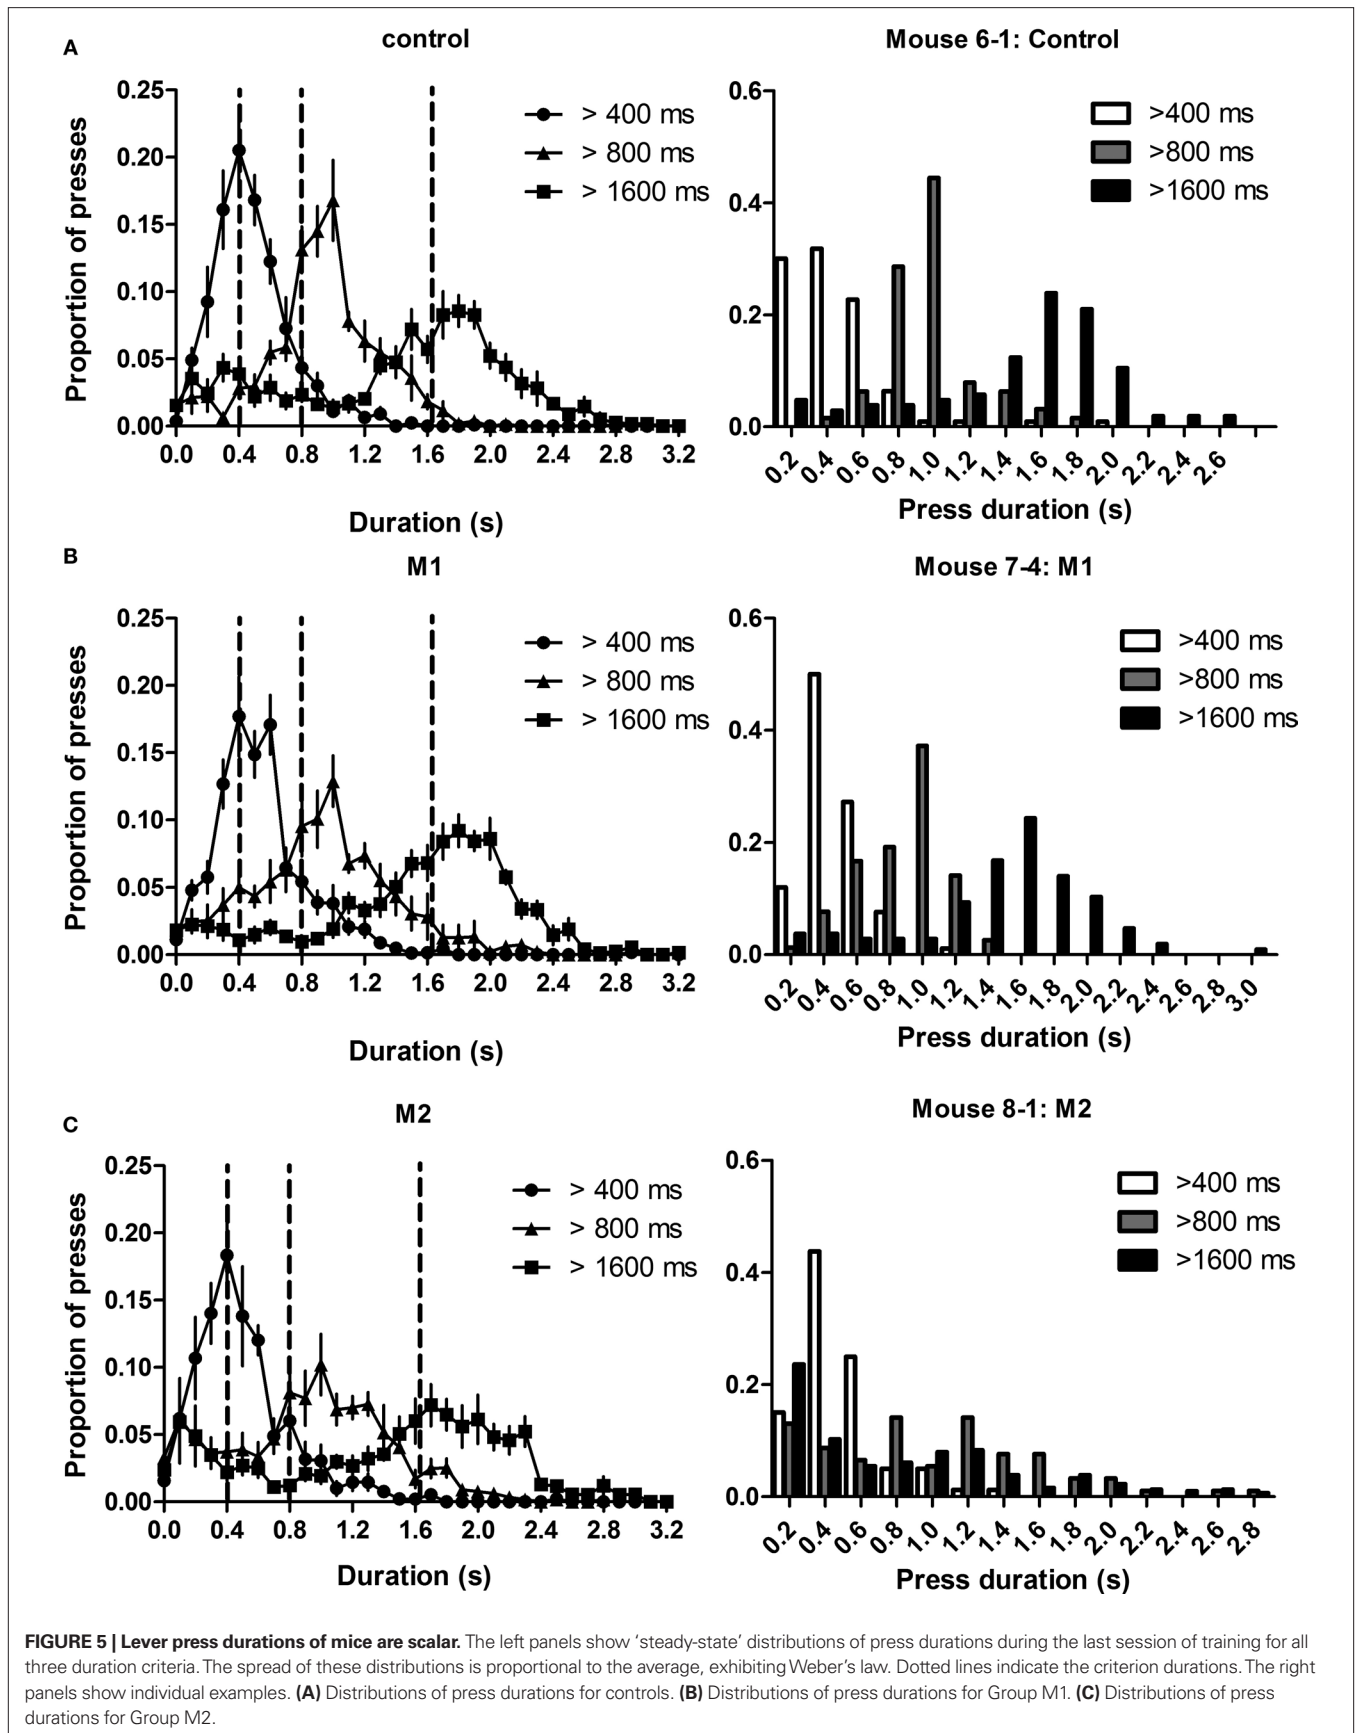 A
control
0.25
0.20
0.15
0.10
0.05
0.00
Proportion of presses
> 400 ms
> 800 ms
> 1600 ms
0.0 0.4 0.8 1.2 1.6 2.0 2.4 2.8 3.2
Duration (s)
Mouse 6-1: Control
0.6
0.4
0.2
0.0
>400 ms
>800 ms
>1600 ms
0.2 0.4 0.6 0.8 1.0 1.2 1.4 1.6 1.8 2.0 2.2 2.4 2.6
Press duration (s)
B
M1
0.25
0.20
0.15
0.10
0.05
0.00
Proportion of presses
> 400 ms
> 800 ms
> 1600 ms
0.0 0.4 0.8 1.2 1.6 2.0 2.4 2.8 3.2
Duration (s)
Mouse 7-4: M1
0.6
0.4
0.2
0.0
>400 ms
>800 ms
>1600 ms
0.2 0.4 0.6 0.8 1.0 1.2 1.4 1.6 1.8 2.0 2.2 2.4 2.6 2.8 3.0
Press duration (s)
C
M2
0.25
0.20
0.15
0.10
0.05
0.00
Proportion of presses
> 400 ms
> 800 ms
> 1600 ms
0.0 0.4 0.8 1.2 1.6 2.0 2.4 2.8 3.2
Duration (s)
Mouse 8-1: M2
0.6
0.4
0.2
0.0
>400 ms
>800 ms
>1600 ms
0.2 0.4 0.6 0.8 1.0 1.2 1.4 1.6 1.8 2.0 2.2 2.4 2.6 2.8
Press duration (s)
FIGURE 5 | Lever press durations of mice are scalar. The left panels show ‘steady-state’ distributions of press durations during the last session of training for all
three duration criteria. The spread of these distributions is proportional to the average, exhibiting Weber’s law. Dotted lines indicate the criterion durations. The right
panels show individual examples. (A) Distributions of press durations for controls. (B) Distributions of press durations for Group M1. (C) Distributions of press
durations for Group M2.